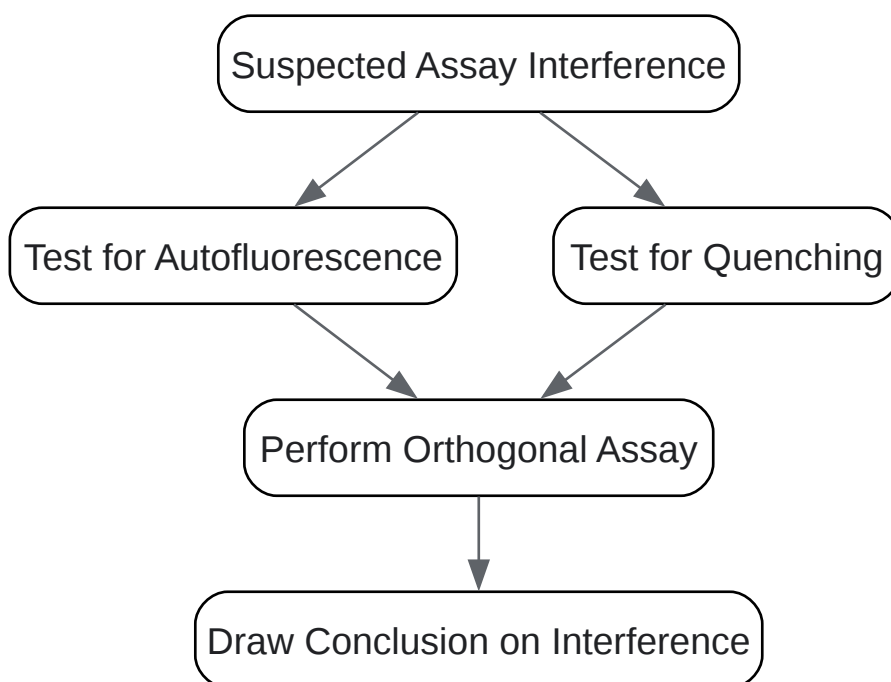 Suspected Assay Interference
Test for Autofluorescence
Test for Quenching
Perform Orthogonal Assay
Draw Conclusion on Interference